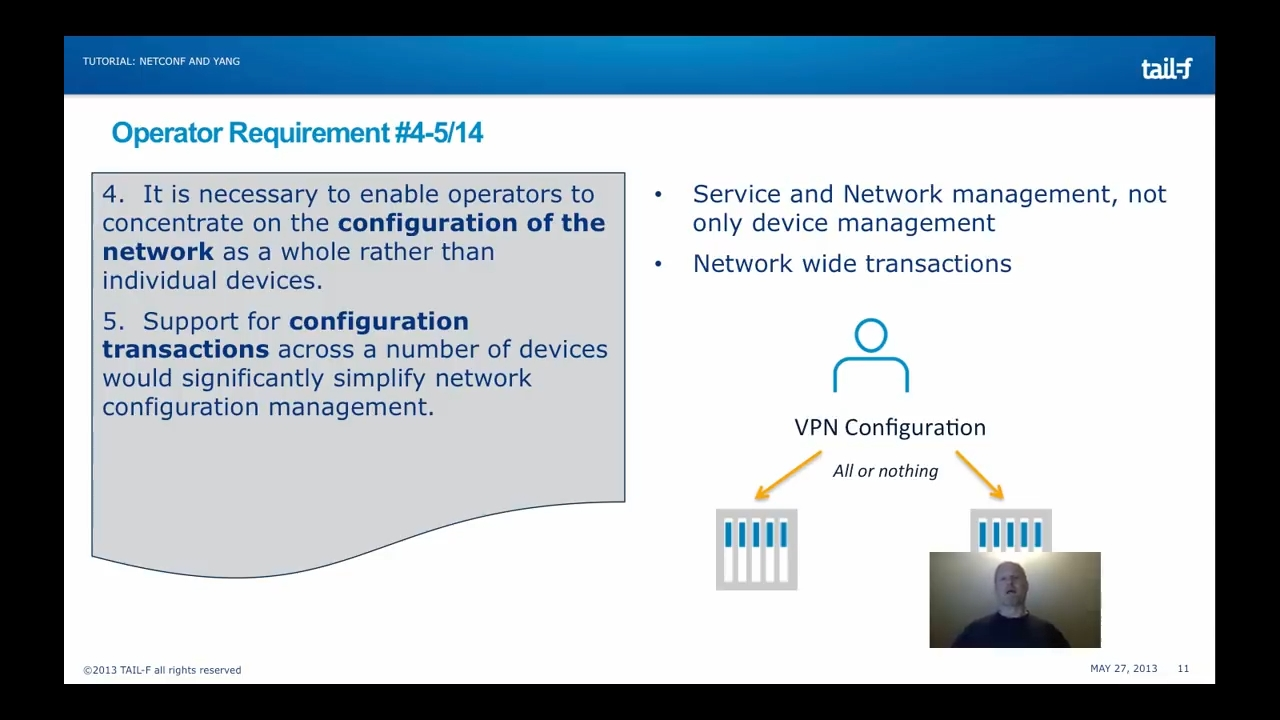 TUTORIAL: NETCONF AND YANG
tail-f
Operator Requirement #4-5/14
4. It is necessary to enable operators to
concentrate on the configuration of the
network as a whole rather than
individual devices.
5. Support for configuration
transactions across a number of devices
would significantly simplify network
configuration management.
• Service and Network management, not
only device management
• Network wide transactions
VPN Configuration
All or nothing
©2013 TAIL-F all rights reserved
MAY 27, 2013 11